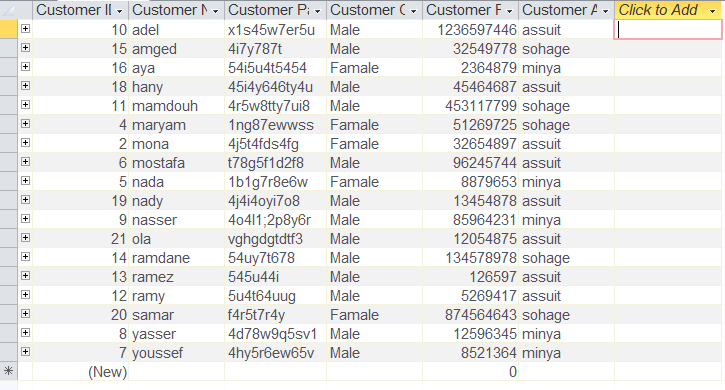 Customer II Customer N Customer Pa Customer G Customer F Customer A Click to Add
10 adel x1s45w7er5u Male 1236597446 assuit
15 amged 4i7y787t Male 32549778 sohage
16 aya 54i5u4t5454 Famale 2364879 minya
18 hany 45i4y646ty4u Male 45464687 assuit
11 mamdouh 4r5w8tty7ui8 Male 453117799 sohage
4 maryam 1ng87ewwss Famale 51269725 sohage
2 mona 4j5t4fds4fg Famale 32654897 assuit
6 mostafa t78g5f1d2f8 Male 96245744 assuit
5 nada 1b1g7r8e6w Famale 8879653 minya
19 nady 4j4i4oyi7o8 Male 13454878 assuit
9 nasser 4o4l1;2p8y6r Male 85964231 minya
21 ola vghgdgtdtf3 Male 12054875 assuit
14 ramdane 54uy7t678 Male 134578978 sohage
13 ramez 545u44i Male 126597 assuit
12 ramy 5u4t64uug Male 5269417 assuit
20 samar f4r5t7r4y Famale 874564643 sohage
8 yasser 4d78w9q5sv1 Male 12596345 minya
7 youssef 4hy5r6ew65v Male 8521364 minya
(New) 0